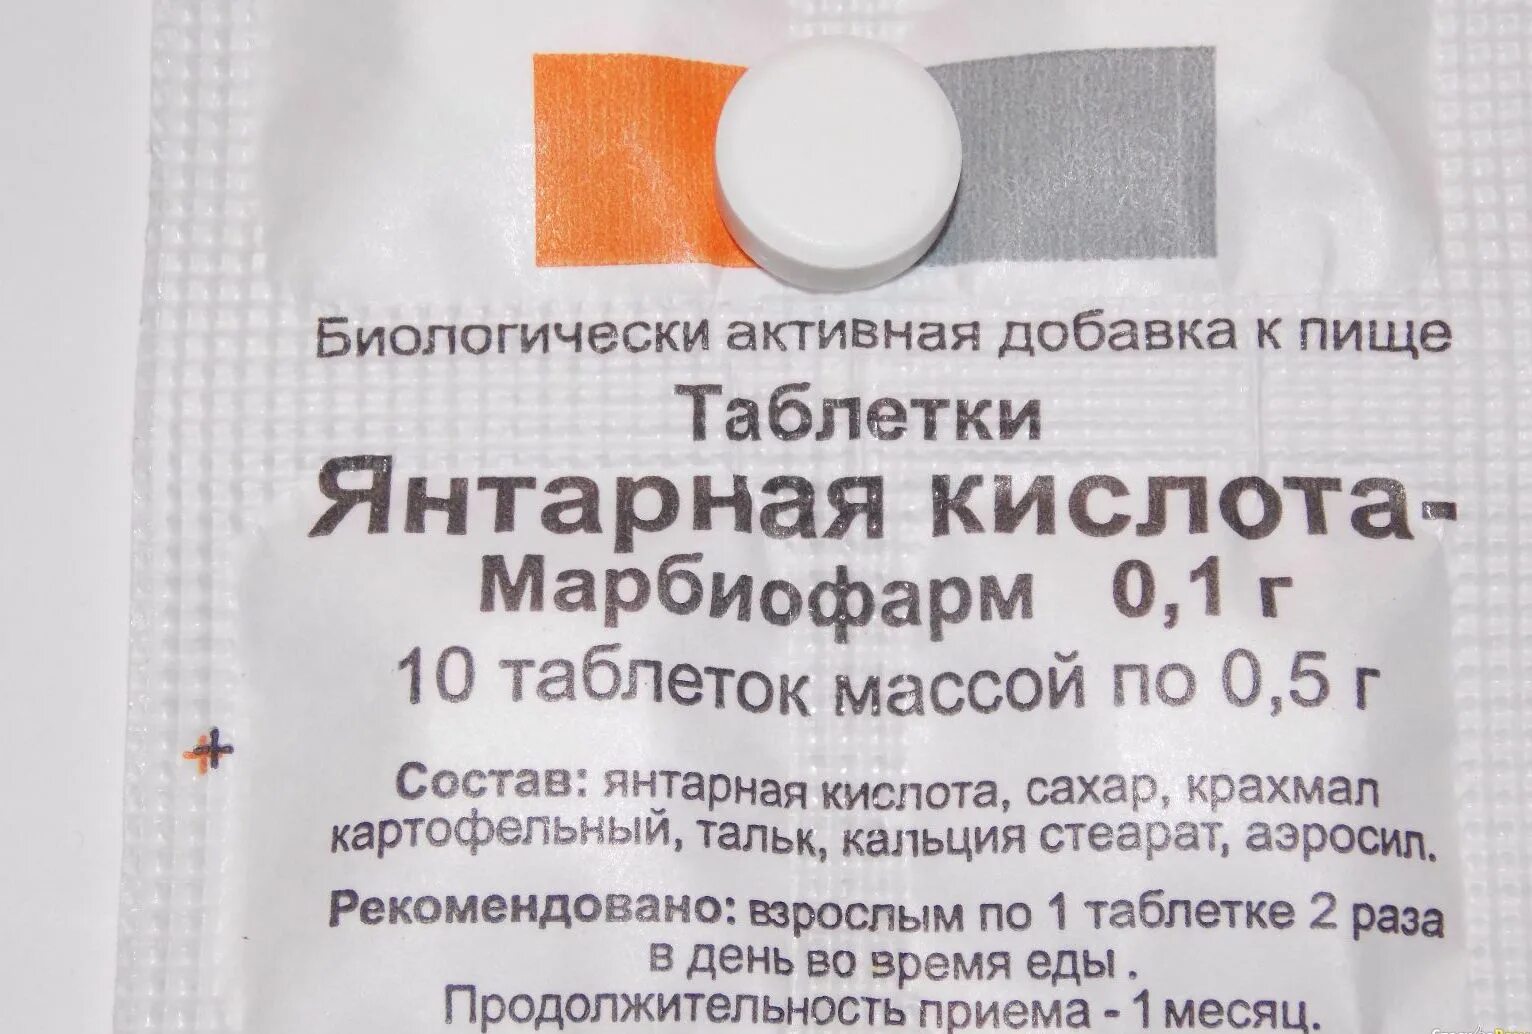 Биологически активная добавка к пище
Таблетки
Янтарная кислота-
Марбиофарм 0,1 г
10 таблеток массой по 0,5 г
Состав: янтарная кислота, сахар, крахмал
картофельный, тальк, кальция стеарат, аэросил.
Рекомендовано: взрослым по 1 таблетке 2 раза
в день во время еды .
Продолжительность приема - 1 месяц.